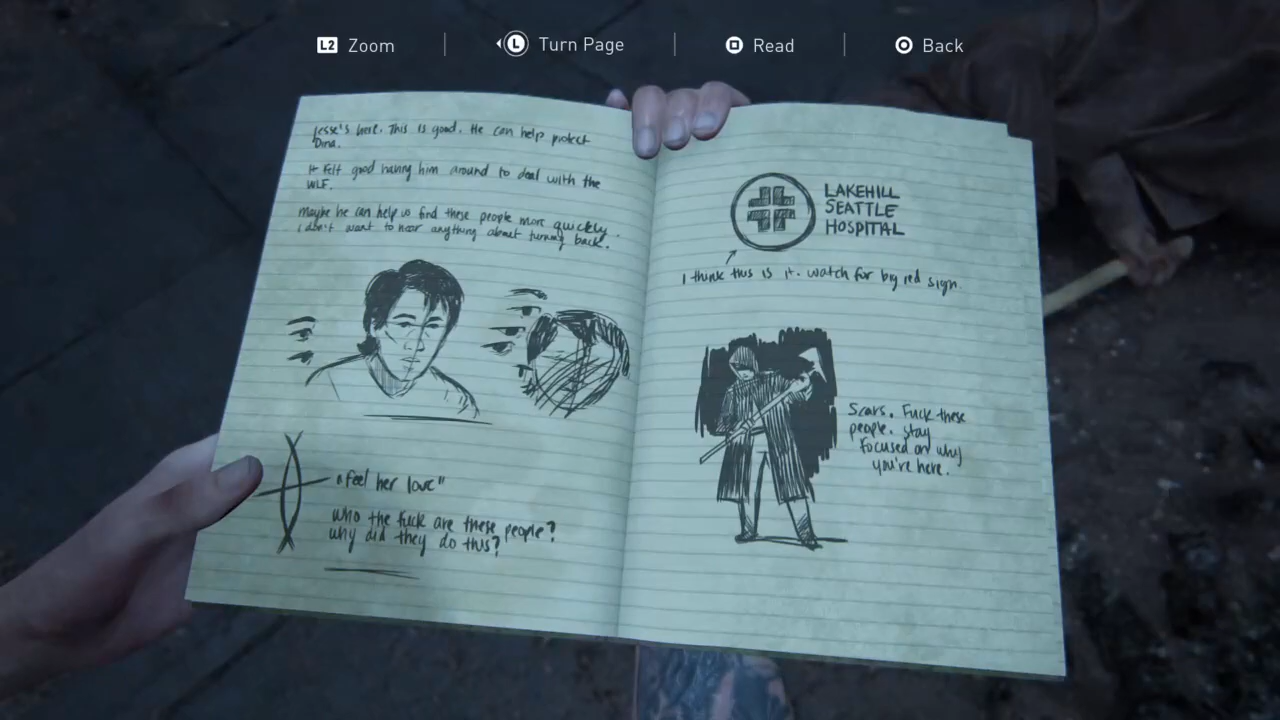 L2 Zoom
L Turn Page
Read
Back
Jesse's here. This is good. He can help protect
Dina.
It felt good having him around to deal with the
WLF.
Maybe he can help us find these people more quickly.
I don't want to hear anything about turning back.
"Feel her love"
Who the fuck are these people?
Why did they do this?
LAKEHILL
SEATTLE
HOSPITAL
I think this is it. Watch for big red sign.
Scars. Fuck these
people. Stay
focused on why
you're here.